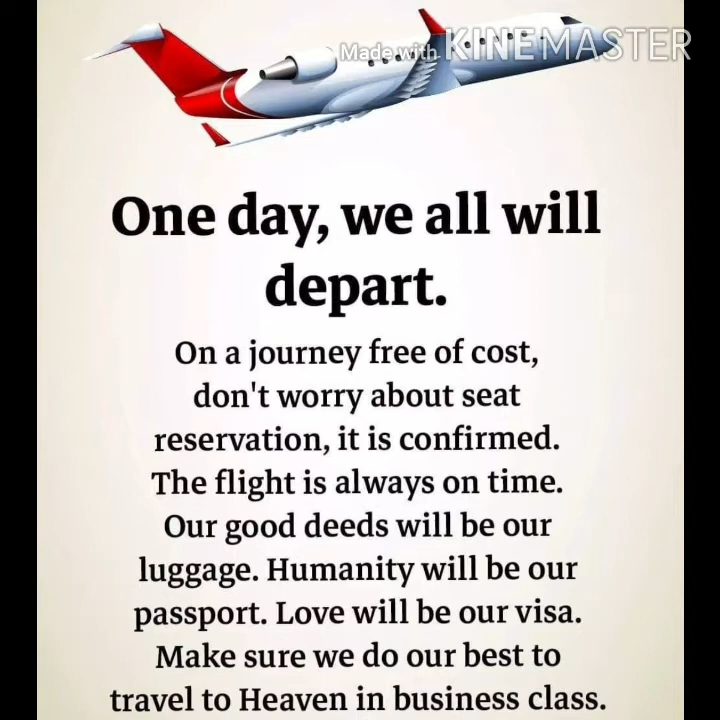 Made with KINEMASTER
One day, we all will
depart.
On a journey free of cost,
don't worry about seat
reservation, it is confirmed.
The flight is always on time.
Our good deeds will be our
luggage. Humanity will be our
passport. Love will be our visa.
Make sure we do our best to
travel to Heaven in business class.